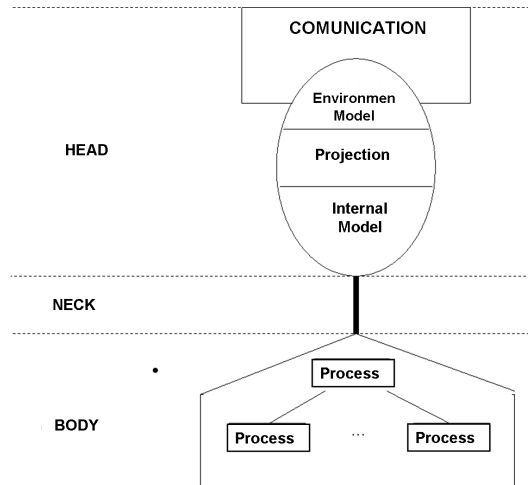 COMUNICATION
Environmen
Model
HEAD
Projection
Internal
Model
NECK
Process
BODY
Process
...
Process